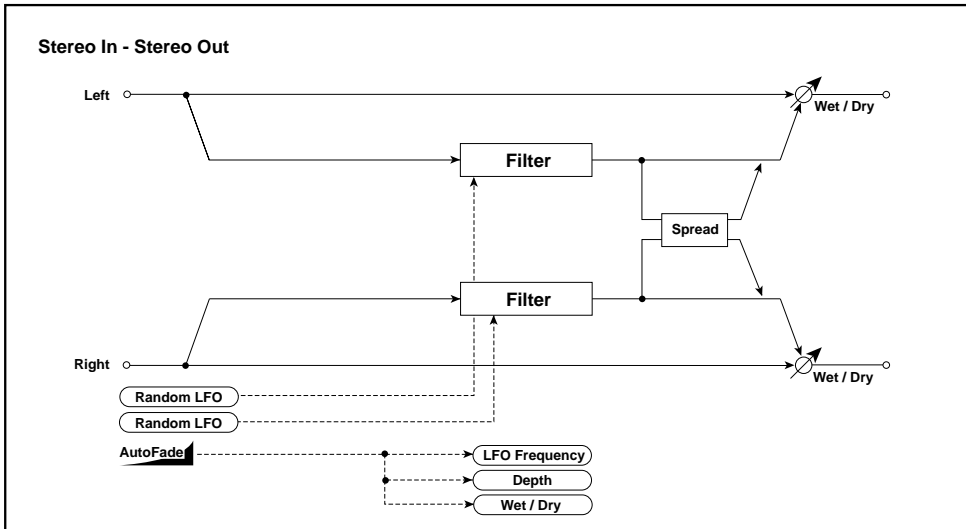 Stereo In - Stereo Out
Left
Wet / Dry
Filter
Spread
Filter
Right
Wet / Dry
Random LFO
Random LFO
AutoFade
LFO Frequency
Depth
Wet / Dry